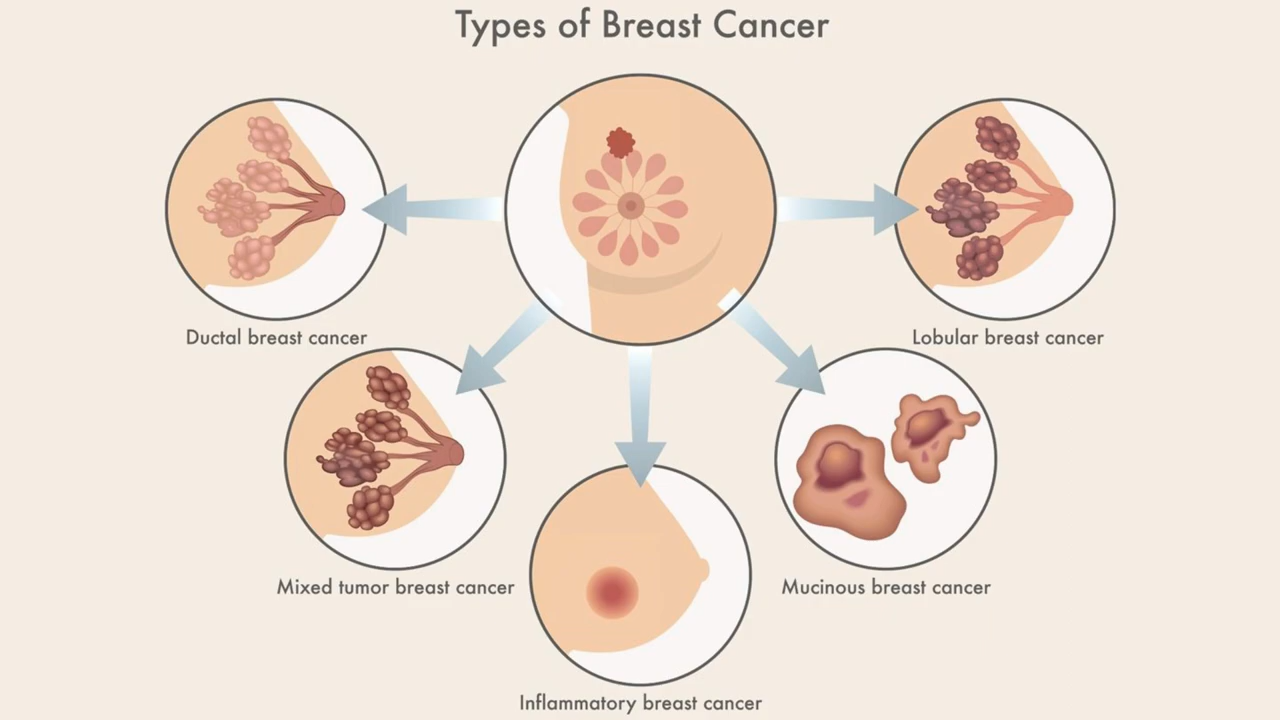 Types of Breast Cancer
Ductal breast cancer
Lobular breast cancer
Mixed tumor breast cancer
Mucinous breast cancer
Inflammatory breast cancer